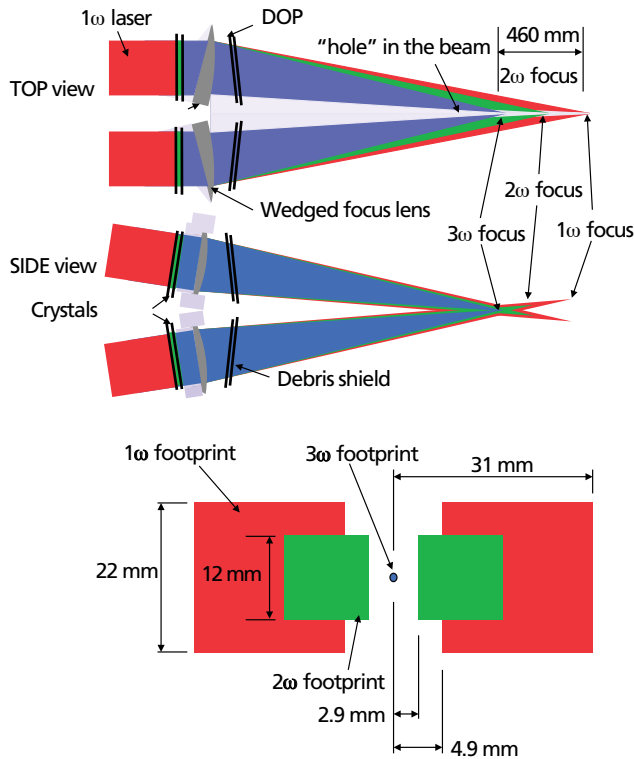 1ω laser
DOP
“hole” in the beam
460 mm
2ω focus
TOP view
Wedged focus lens
2ω focus
3ω focus
1ω focus
SIDE view
Crystals
Debris shield
1ω footprint
3ω footprint
31 mm
22 mm
12 mm
2ω footprint
2.9 mm
4.9 mm